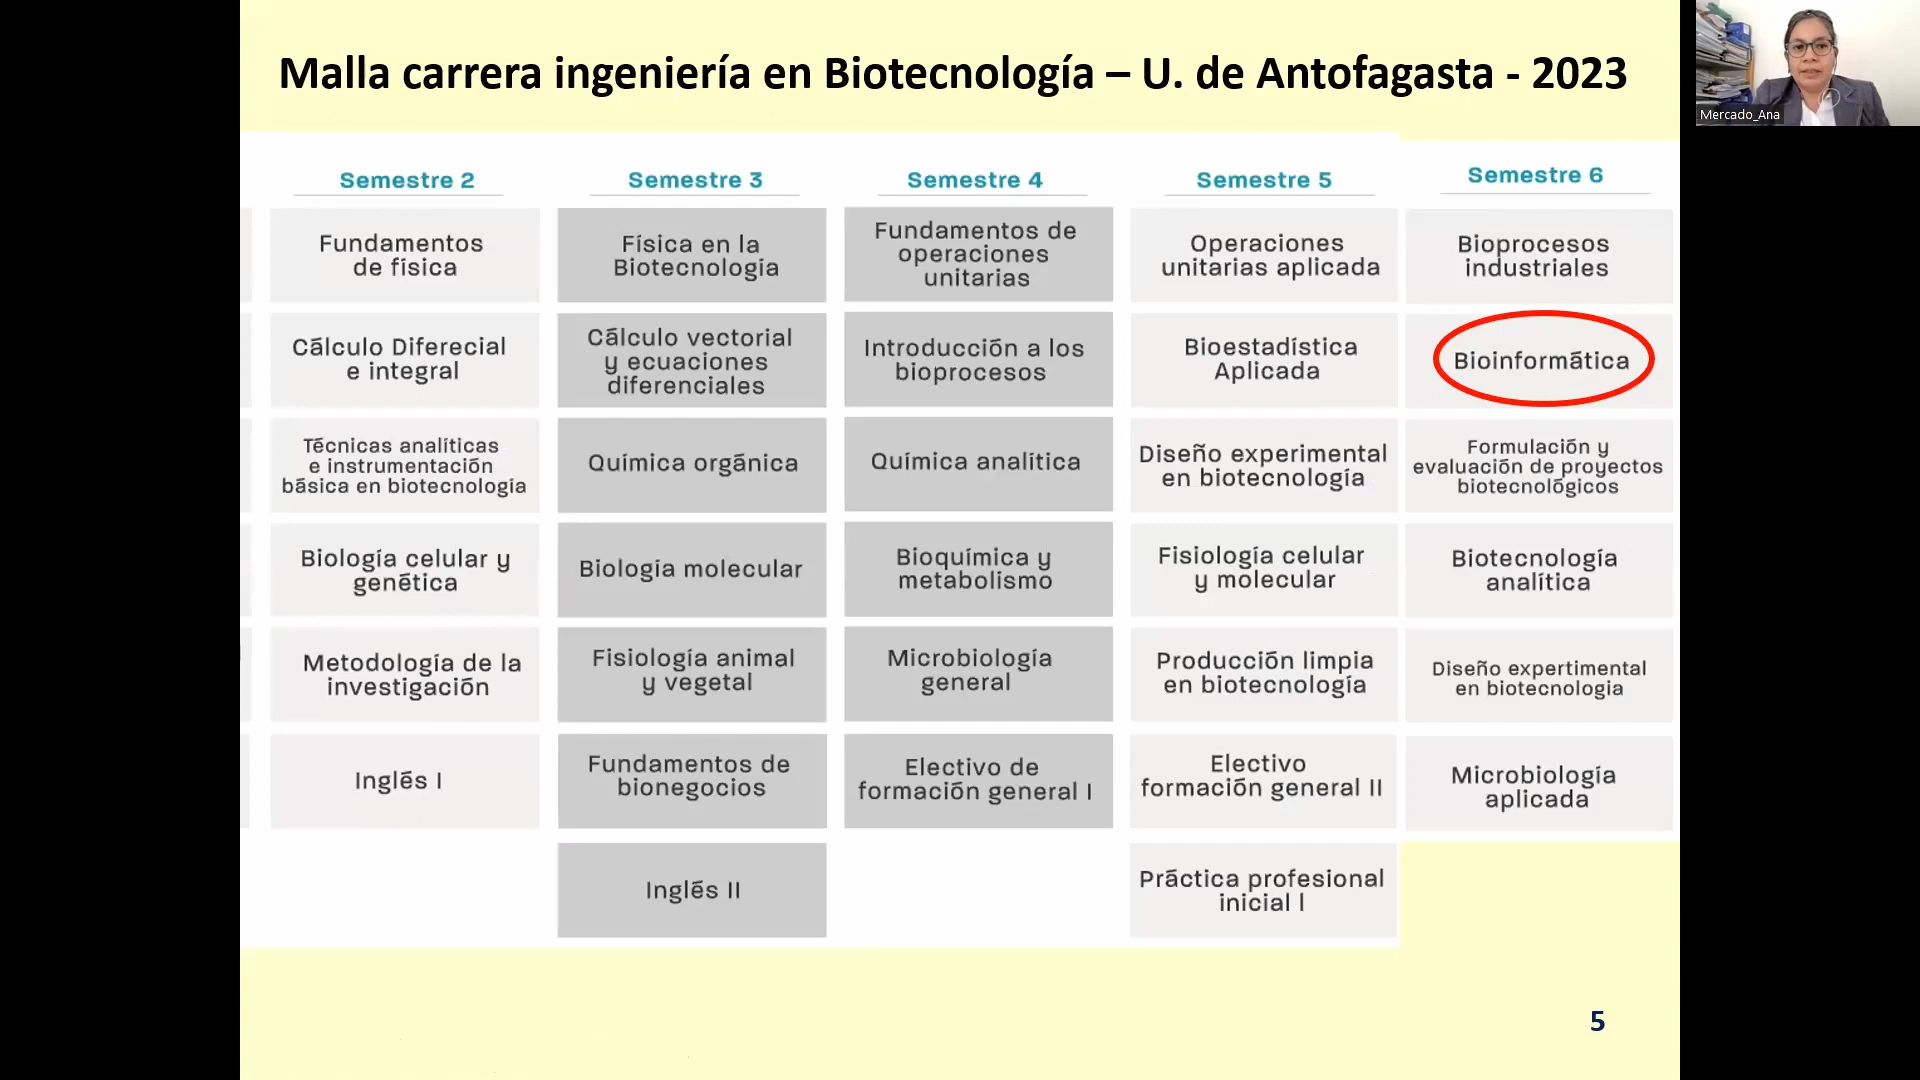 Malla carrera ingeniería en Biotecnología – U. de Antofagasta - 2023
Mercado_Ana
Semestre 2
Fundamentos
de física
Cálculo Diferecial
e integral
Técnicas analíticas
e instrumentación
básica en biotecnología
Biología celular y
genética
Metodología de la
investigación
Inglés I
Semestre 3
Física en la
Biotecnología
Cálculo vectorial
y ecuaciones
diferenciales
Química orgánica
Biología molecular
Fisiología animal
y vegetal
Fundamentos de
bionegocios
Inglés II
Semestre 4
Fundamentos de
operaciones
unitarias
Introducción a los
bioprocesos
Química analítica
Bioquímica y
metabolismo
Microbiología
general
Electivo de
formación general I
Semestre 5
Operaciones
unitarias aplicada
Bioestadística
Aplicada
Diseño experimental
en biotecnología
Fisiología celular
y molecular
Producción limpia
en biotecnología
Electivo
formación general II
Práctica profesional
inicial I
Semestre 6
Bioprocesos
industriales
Bioinformática
Formulación y
evaluación de proyectos
biotecnológicos
Biotecnología
analítica
Diseño expertimental
en biotecnologia
Microbiología
aplicada
5